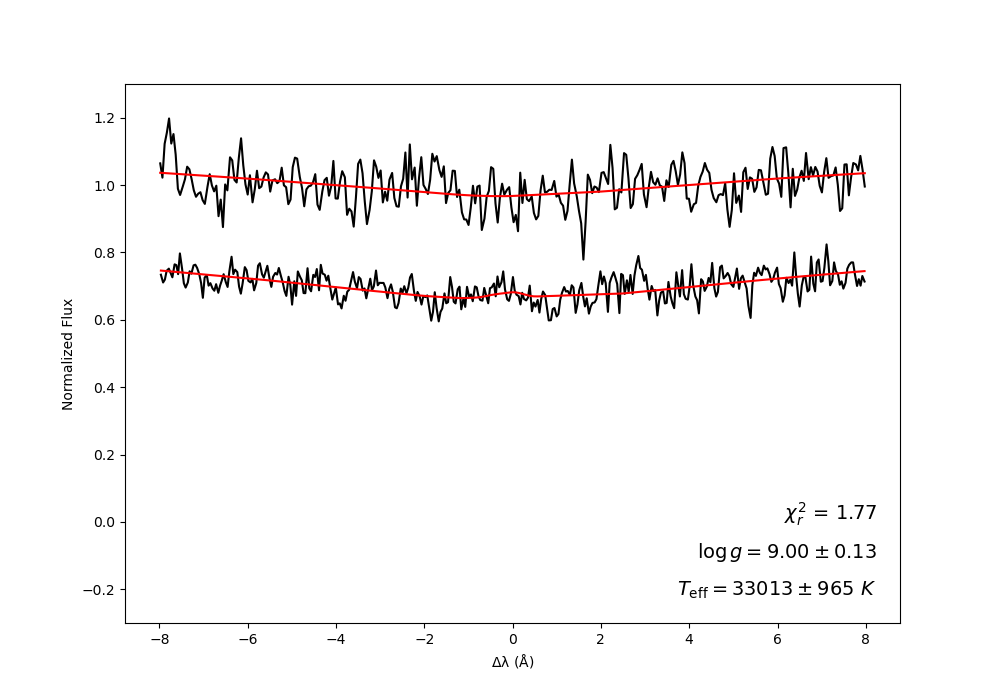 1.2
1.0
0.8
0.6
0.4
0.2
0.0
−0.2
Normalized Flux
χ²ᵣ = 1.77
log g = 9.00 ± 0.13
T_eff = 33013 ± 965 K
−8 −6 −4 −2 0 2 4 6 8
Δλ (Å)